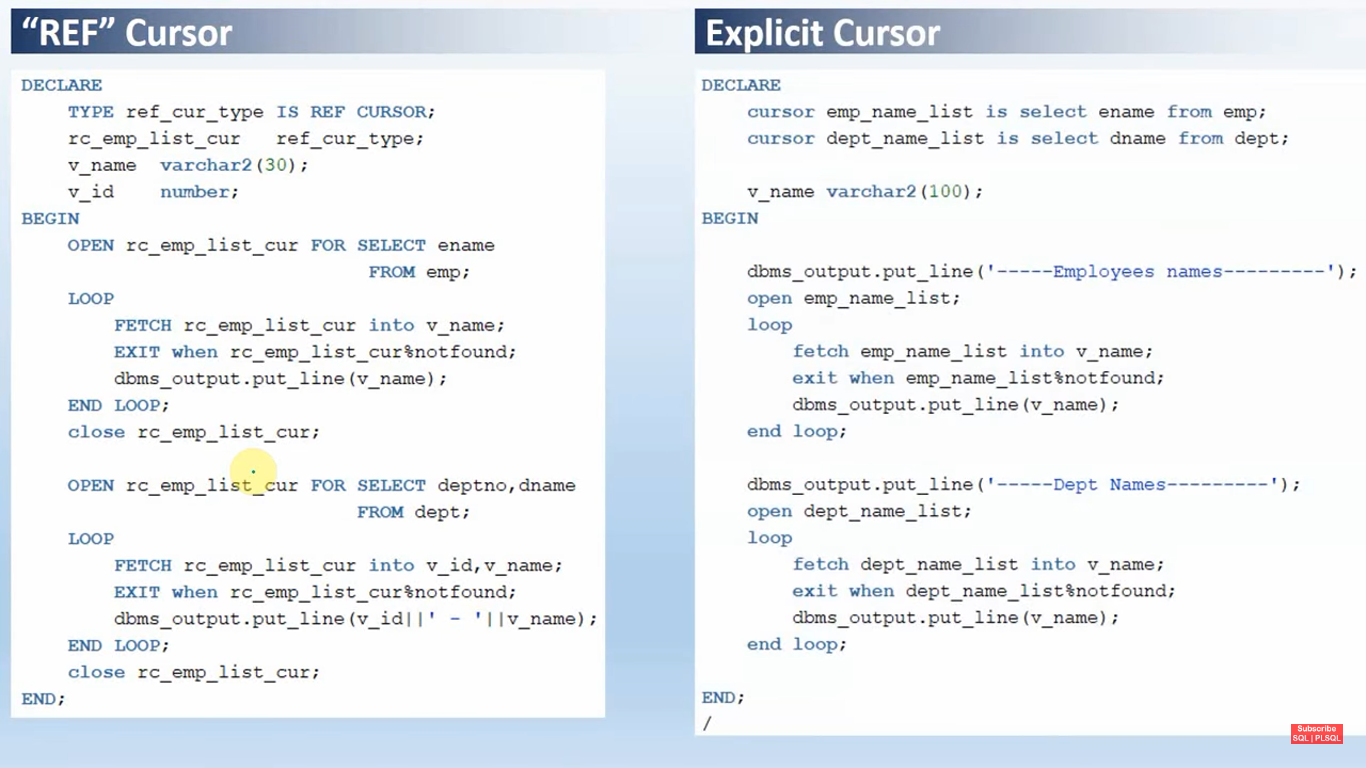 “REF” Cursor
DECLARE
TYPE ref_cur_type IS REF CURSOR;
rc_emp_list_cur ref_cur_type;
v_name varchar2(30);
v_id number;
BEGIN
OPEN rc_emp_list_cur FOR SELECT ename
FROM emp;
LOOP
FETCH rc_emp_list_cur into v_name;
EXIT when rc_emp_list_cur%notfound;
dbms_output.put_line(v_name);
END LOOP;
close rc_emp_list_cur;
OPEN rc_emp_list_cur FOR SELECT deptno,dname
FROM dept;
LOOP
FETCH rc_emp_list_cur into v_id,v_name;
EXIT when rc_emp_list_cur%notfound;
dbms_output.put_line(v_id||' - '||v_name);
END LOOP;
close rc_emp_list_cur;
END;
Explicit Cursor
DECLARE
cursor emp_name_list is select ename from emp;
cursor dept_name_list is select dname from dept;
v_name varchar2(100);
BEGIN
dbms_output.put_line('-----Employees names---------');
open emp_name_list;
loop
fetch emp_name_list into v_name;
exit when emp_name_list%notfound;
dbms_output.put_line(v_name);
end loop;
dbms_output.put_line('-----Dept Names---------');
open dept_name_list;
loop
fetch dept_name_list into v_name;
exit when dept_name_list%notfound;
dbms_output.put_line(v_name);
end loop;
END;
/
Subscribe
SQL | PLSQL